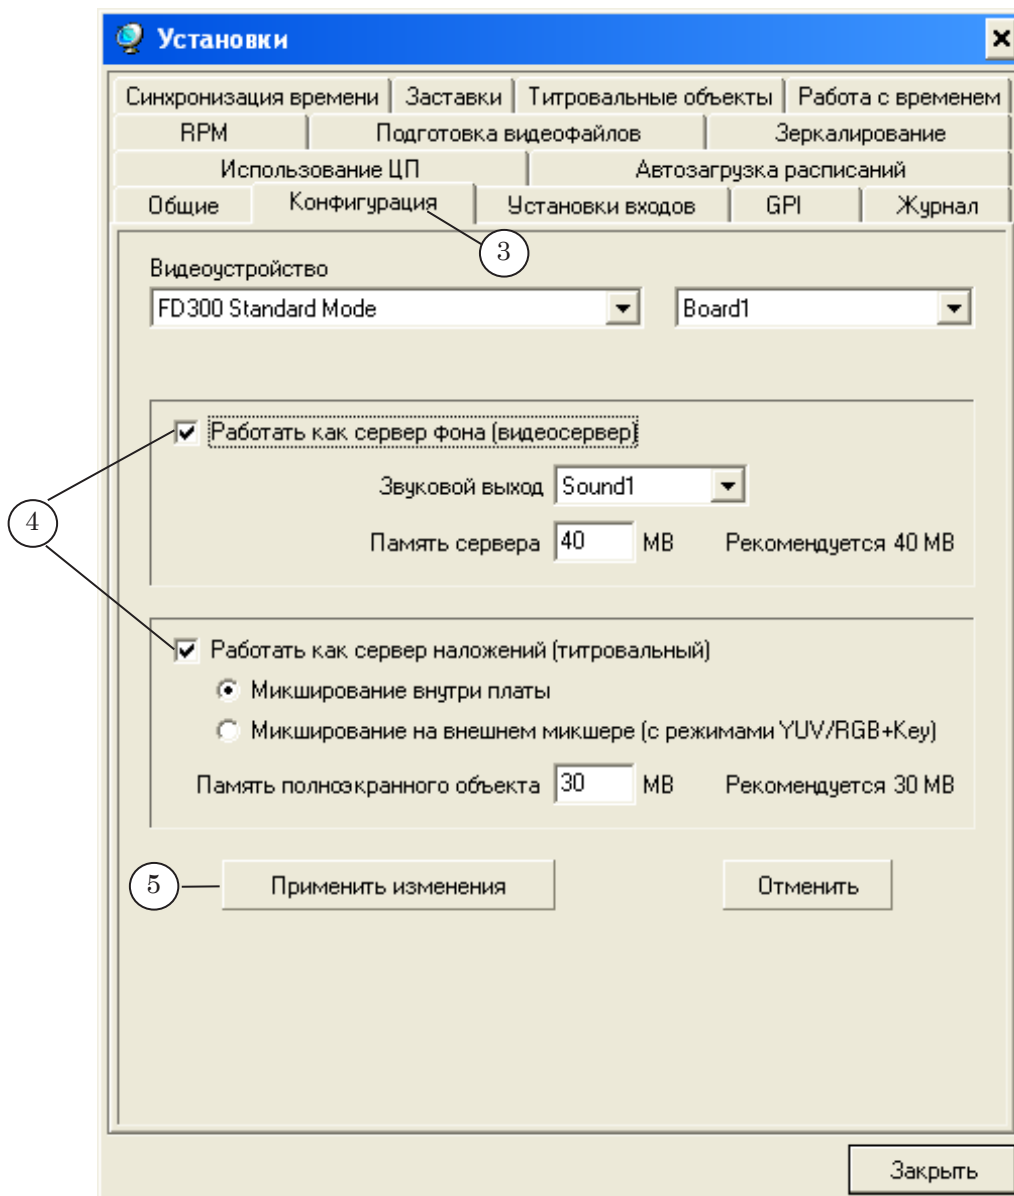 Установки
Синхронизация времени Заставки Титровальные объекты Работа с временем
RPM Подготовка видеофайлов Зеркалирование
Использование ЦП Автозагрузка расписаний
Общие Конфигурация Установки входов GPI Журнал
3
Видеоустройство
FD300 Standard Mode Board1
Работать как сервер фона (видеосервер)
Звуковой выход Sound1
4
Память сервера 40 MB Рекомендуется 40 MB
Работать как сервер наложений (титровальный)
Микширование внутри платы
Микширование на внешнем микшере (с режимами YUV/RGB+Key)
Память полноэкранного объекта 30 MB Рекомендуется 30 MB
5 Применить изменения Отменить
Закрыть